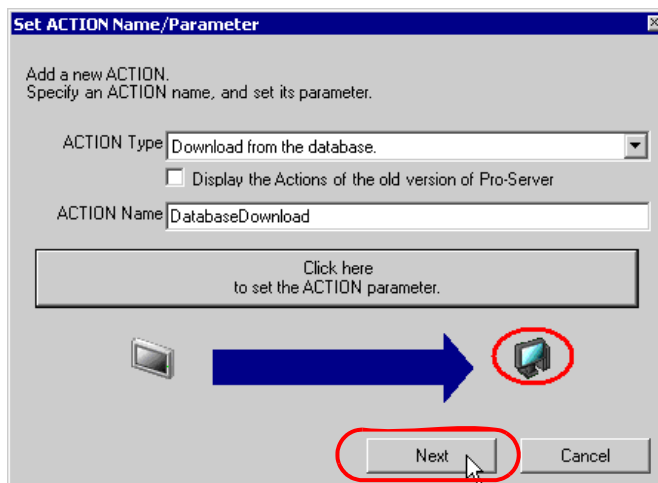 Set ACTION Name/Parameter
Add a new ACTION.
Specify an ACTION name, and set its parameter.
ACTION Type Download from the database.
Display the Actions of the old version of Pro-Server
ACTION Name DatabaseDownload
Click here
to set the ACTION parameter.
Next Cancel